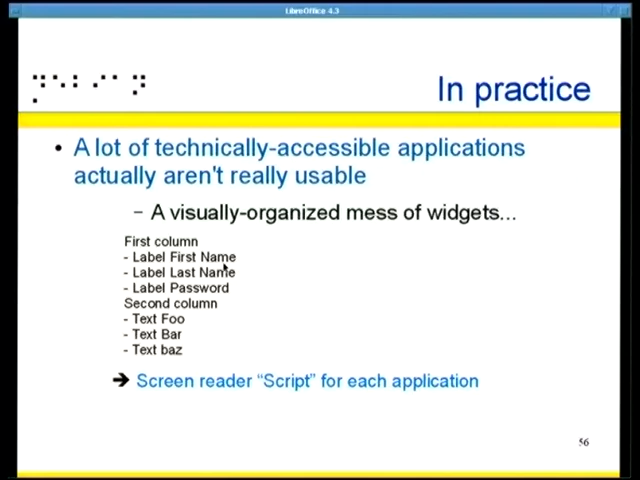 LibreOffice 4.3
In practice
• A lot of technically-accessible applications
actually aren't really usable
– A visually-organized mess of widgets...
First column
- Label First Name
- Label Last Name
- Label Password
Second column
- Text Foo
- Text Bar
- Text baz
➔ Screen reader “Script” for each application
56